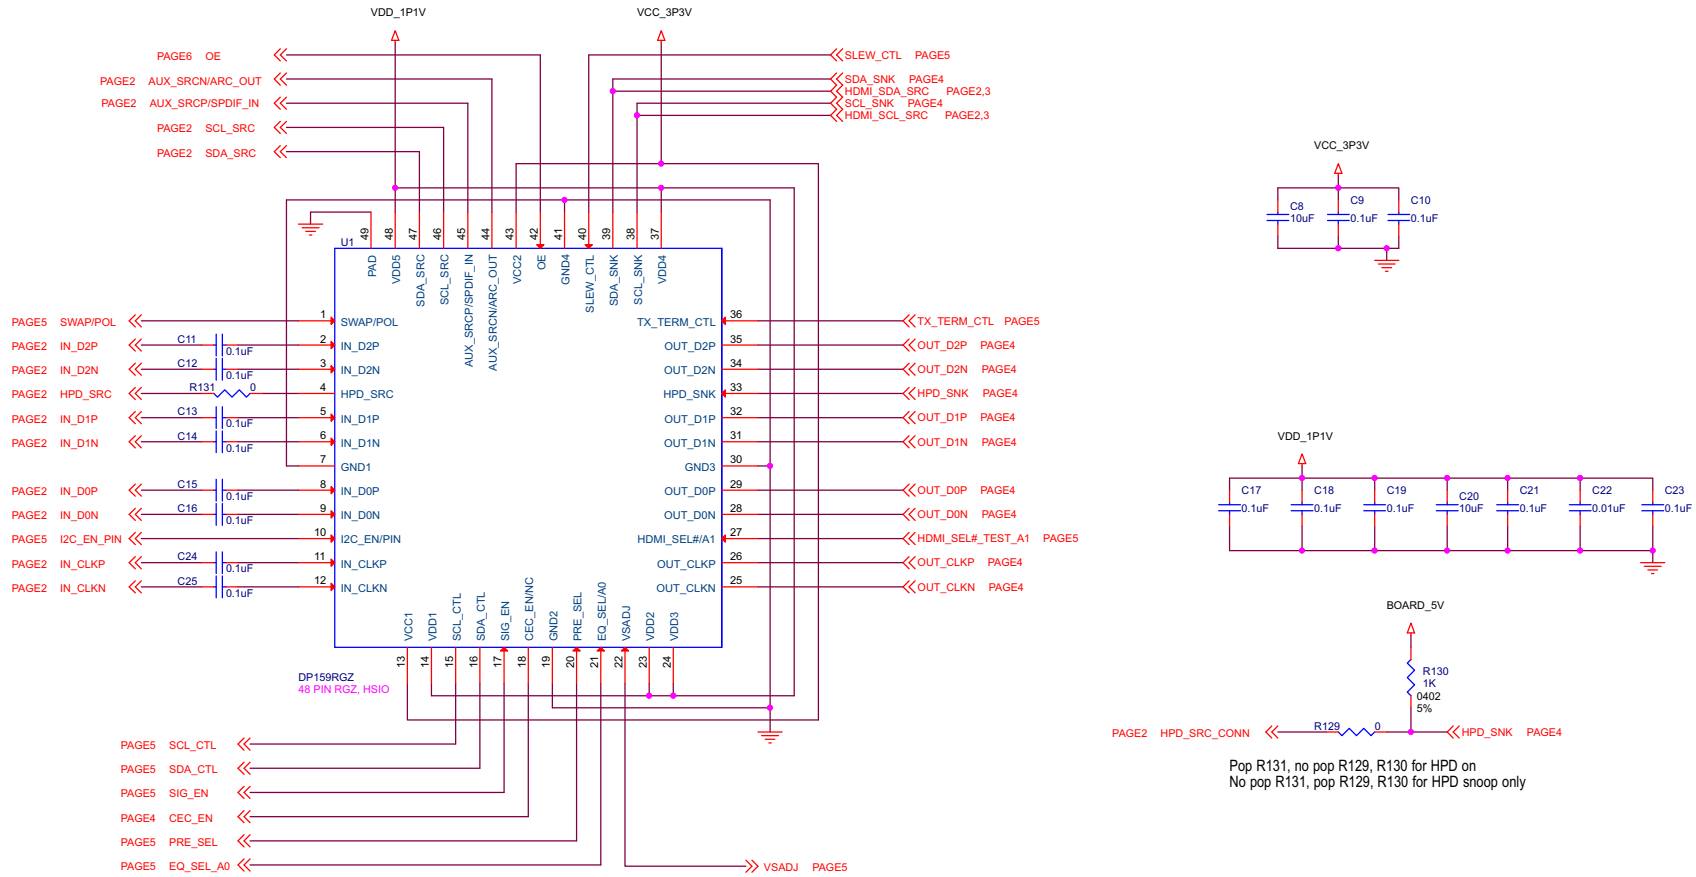 VDD_1P1V
VCC_3P3V
PAGE6 OE
PAGE2 AUX_SRCN/ARC_OUT
PAGE2 AUX_SRCP/SPDIF_IN
PAGE2 SCL_SRC
PAGE2 SDA_SRC
SLEW_CTL PAGE5
SDA_SNK PAGE4
HDMI_SDA_SRC PAGE2,3
SCL_SNK PAGE4
HDMI_SCL_SRC PAGE2,3
49 48 47 46 45 44 43 42 41 40 39 38 37
U1
PAD
VDD5
SDA_SRC
SCL_SRC
AUX_SRCP/SPDIF_IN
AUX_SRCN/ARC_OUT
VCC2
OE
GND4
SLEW_CTL
SDA_SNK
SCL_SNK
VDD4
PAGE5 SWAP/POL 1 SWAP/POL
PAGE2 IN_D2P C11 0.1uF 2 IN_D2P
PAGE2 IN_D2N C12 0.1uF 3 IN_D2N
PAGE2 HPD_SRC R131 0 4 HPD_SRC
PAGE2 IN_D1P C13 0.1uF 5 IN_D1P
PAGE2 IN_D1N C14 0.1uF 6 IN_D1N
7 GND1
PAGE2 IN_D0P C15 0.1uF 8 IN_D0P
PAGE2 IN_D0N C16 0.1uF 9 IN_D0N
PAGE5 I2C_EN_PIN 10 I2C_EN/PIN
PAGE2 IN_CLKP C24 0.1uF 11 IN_CLKP
PAGE2 IN_CLKN C25 0.1uF 12 IN_CLKN
TX_TERM_CTL 36 TX_TERM_CTL PAGE5
OUT_D2P 35 OUT_D2P PAGE4
OUT_D2N 34 OUT_D2N PAGE4
HPD_SNK 33 HPD_SNK PAGE4
OUT_D1P 32 OUT_D1P PAGE4
OUT_D1N 31 OUT_D1N PAGE4
GND3 30
OUT_D0P 29 OUT_D0P PAGE4
OUT_D0N 28 OUT_D0N PAGE4
HDMI_SEL#/A1 27 HDMI_SEL#_TEST_A1 PAGE5
OUT_CLKP 26 OUT_CLKP PAGE4
OUT_CLKN 25 OUT_CLKN PAGE4
VCC1
VDD1
SCL_CTL
SDA_CTL
SIG_EN
CEC_EN/NC
GND2
PRE_SEL
EQ_SEL/A0
VSADJ
VDD2
VDD3
13 14 15 16 17 18 19 20 21 22 23 24
DP159RGZ
48 PIN RGZ, HSIO
PAGE5 SCL_CTL
PAGE5 SDA_CTL
PAGE5 SIG_EN
PAGE4 CEC_EN
PAGE5 PRE_SEL
PAGE5 EQ_SEL_A0
VSADJ PAGE5
VCC_3P3V
C8 10uF
C9 0.1uF
C10 0.1uF
VDD_1P1V
C17 0.1uF
C18 0.1uF
C19 0.1uF
C20 10uF
C21 0.1uF
C22 0.01uF
C23 0.1uF
BOARD_5V
R130
1K
0402
5%
PAGE2 HPD_SRC_CONN R129 0 HPD_SNK PAGE4
Pop R131, no pop R129, R130 for HPD on
No pop R131, pop R129, R130 for HPD snoop only